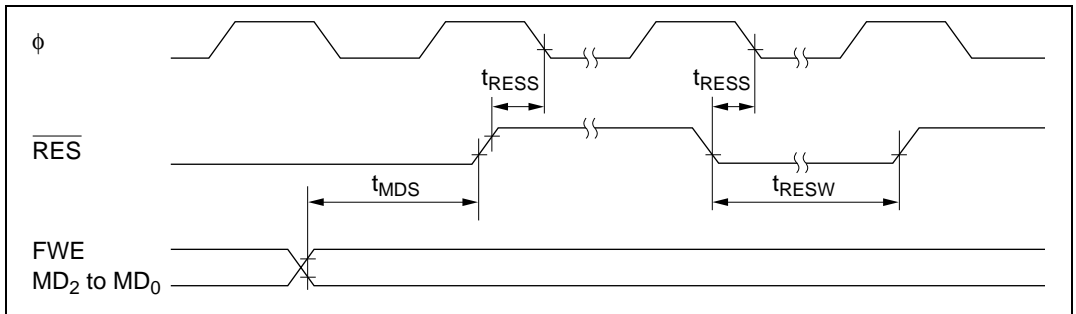 ϕ
tRESS
tRESS
RES
tMDS
tRESW
FWE
MD2 to MD0